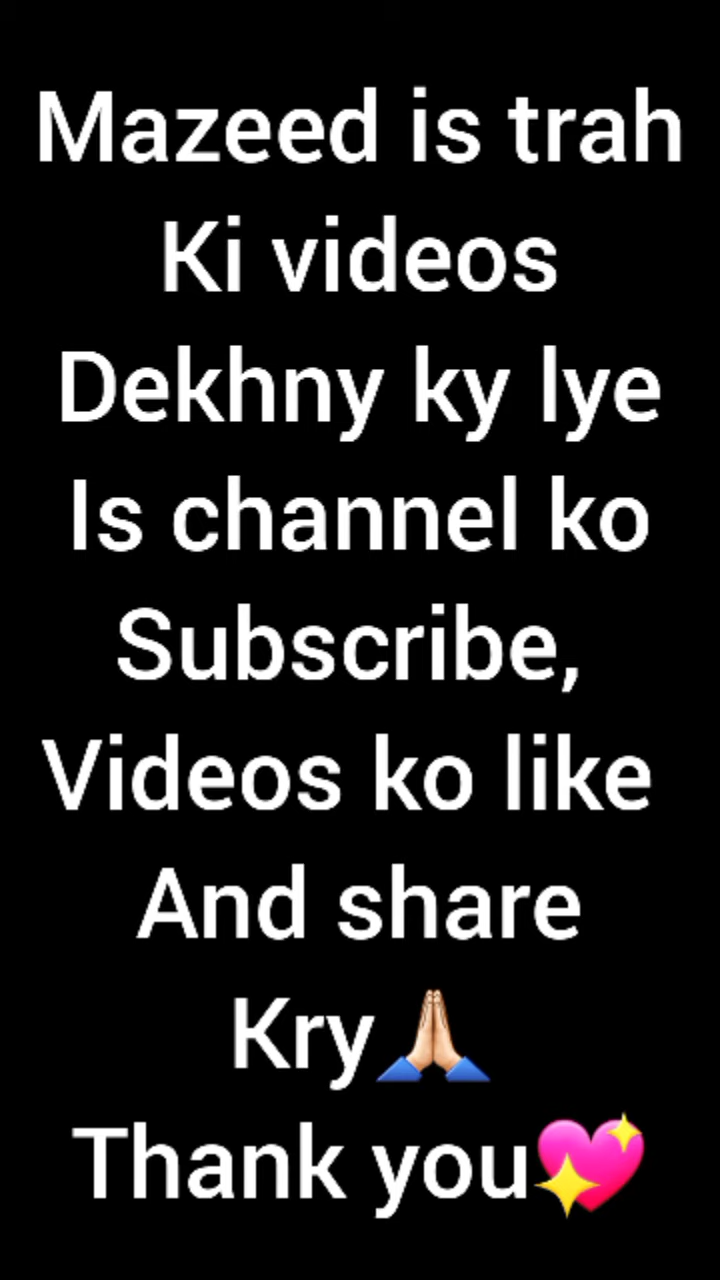 Mazeed is trah
Ki videos
Dekhny ky lye
Is channel ko
Subscribe,
Videos ko like
And share
Kry🙏🏻
Thank you💖